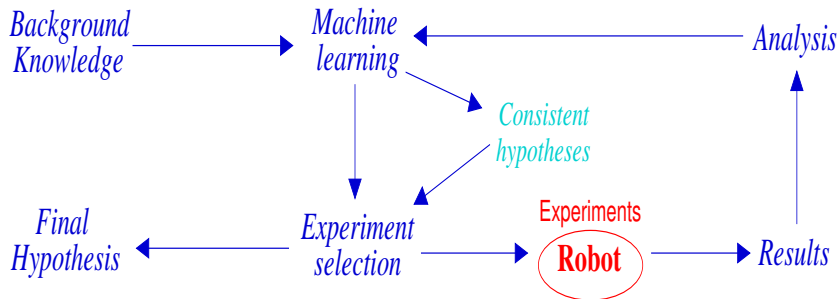 Background
Knowledge
Machine
learning
Analysis
Consistent
hypotheses
Final
Hypothesis
Experiment
selection
Experiments
Robot
Results